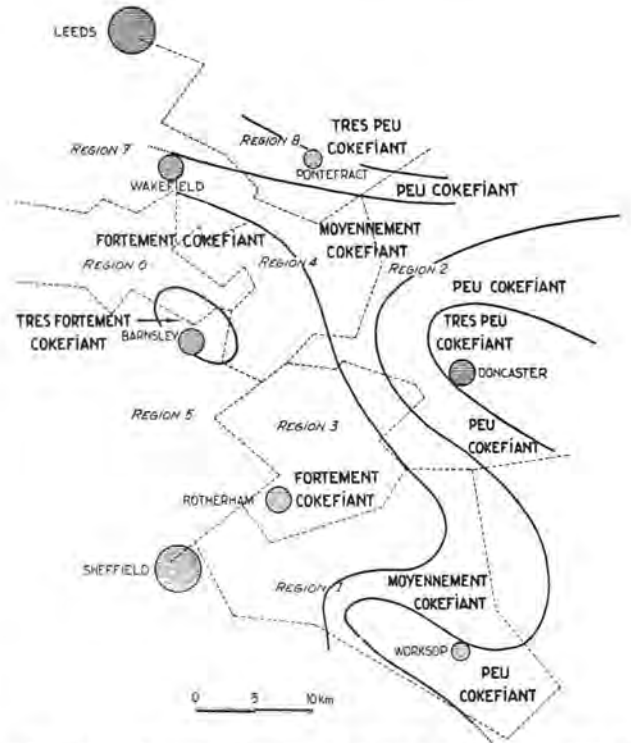 LEEDS
TRES PEU
COKEFIANT
REGION 8
REGION 7
PONTEFRACT
WAKEFIELD
PEU COKEFIANT
FORTEMENT COKEFIANT
MOYENNEMENT
COKEFIANT
REGION 6
REGION 4
REGION 2
PEU COKEFIANT
TRES FORTEMENT
COKEFIANT
BARNSLEY
TRES PEU
COKEFIANT
DONCASTER
REGION 5
REGION 3
PEU
COKEFIANT
ROTHERHAM
FORTEMENT
COKEFIANT
SHEFFIELD
REGION 1
MOYENNEMENT
COKEFIANT
WORKSOP
PEU
COKEFIANT
0 5 10 Km